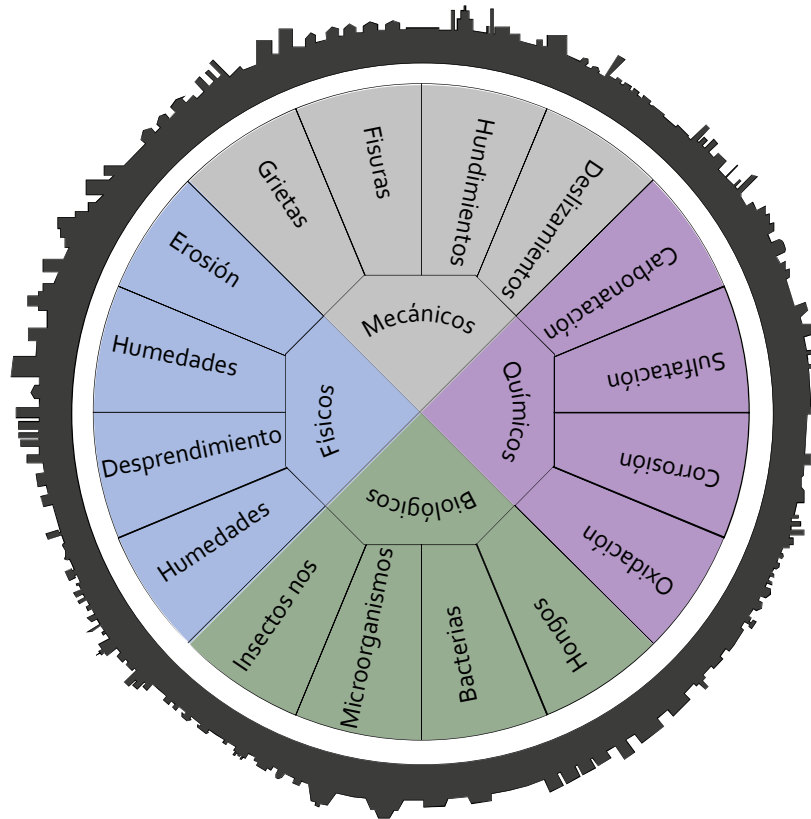 Mecánicos
Grietas
Fisuras
Hundimientos
Deslizamientos
Químicos
Carbonatación
Sulfatación
Corrosión
Oxidación
Biológicos
Hongos
Bacterias
Microorganismos
Insectos nos
Físicos
Humedades
Desprendimiento
Humedades
Erosión